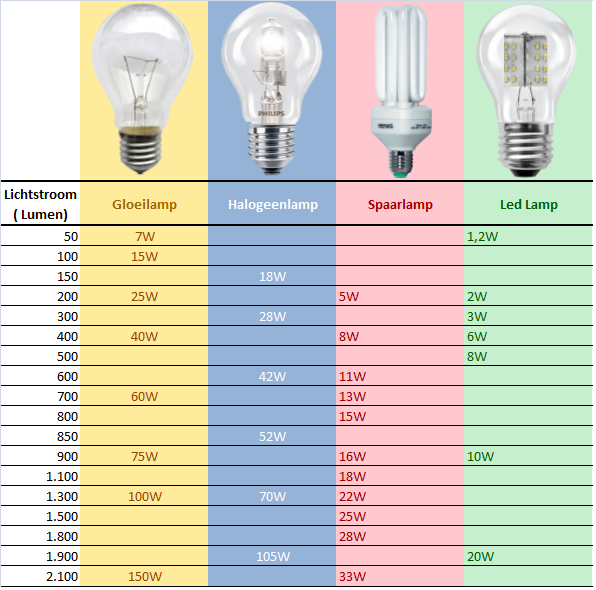 PHILIPS
Lichtstroom
( Lumen)
Gloeilamp Halogeenlamp Spaarlamp Led Lamp
50 7W 1,2W
100 15W
150 18W
200 25W 5W 2W
300 28W 3W
400 40W 8W 6W
500 8W
600 42W 11W
700 60W 13W
800 15W
850 52W
900 75W 16W 10W
1.100 18W
1.300 100W 70W 22W
1.500 25W
1.800 28W
1.900 105W 20W
2.100 150W 33W